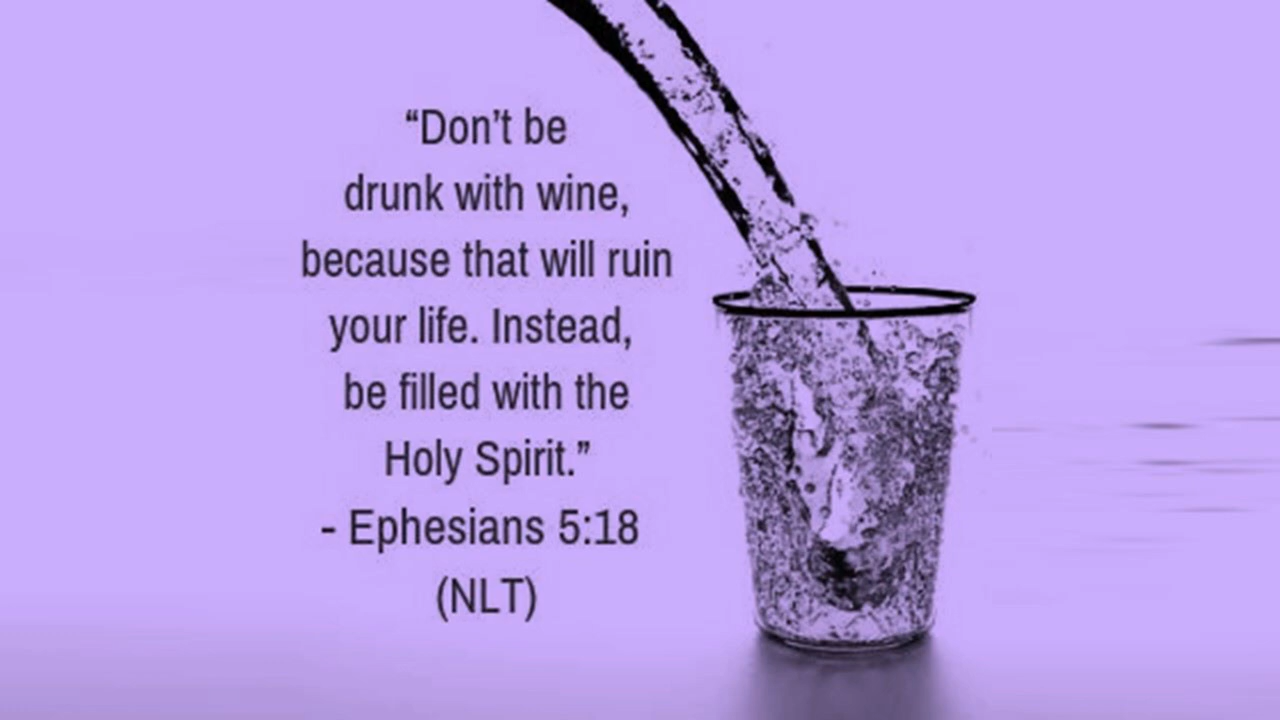 “Don’t be
drunk with wine,
because that will ruin
your life. Instead,
be filled with the
Holy Spirit.”
- Ephesians 5:18
(NLT)